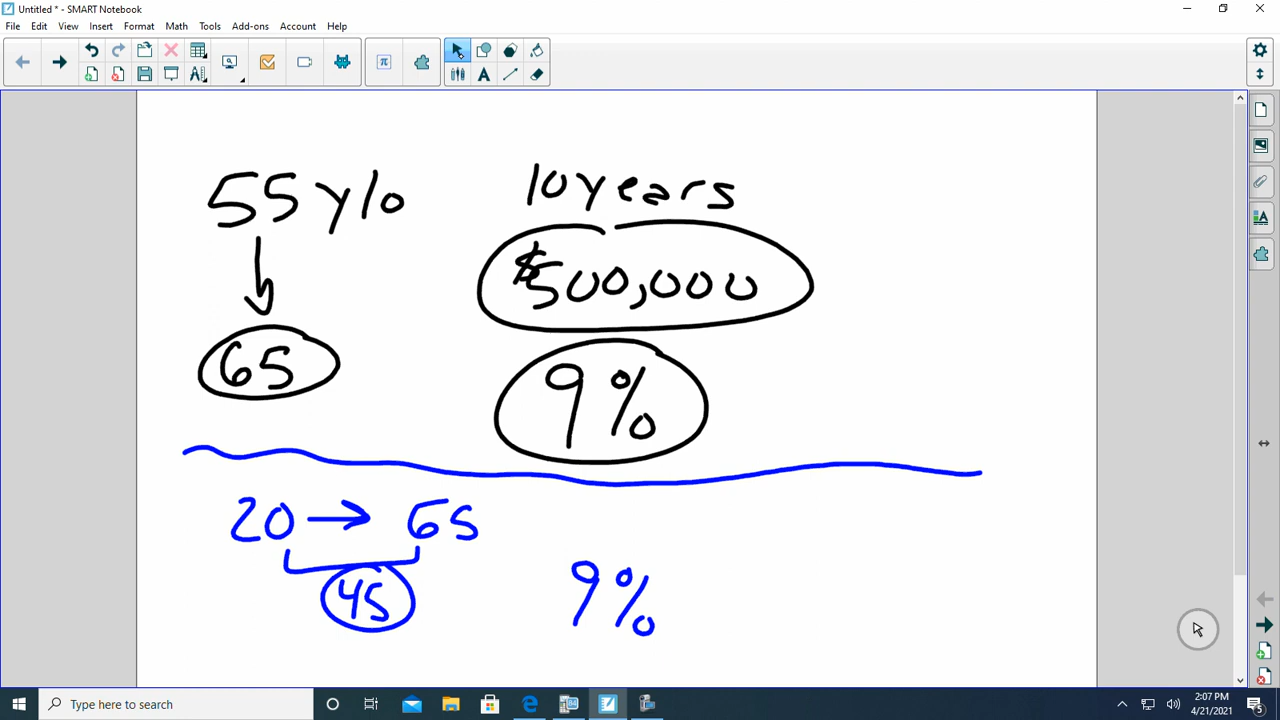 Untitled * - SMART Notebook
File Edit View Insert Format Math Tools Add-ons Account Help
55 y/o
10 years
$500,000
65
9%
20 → 65
45
9%
Type here to search
2:07 PM
4/21/2021
5